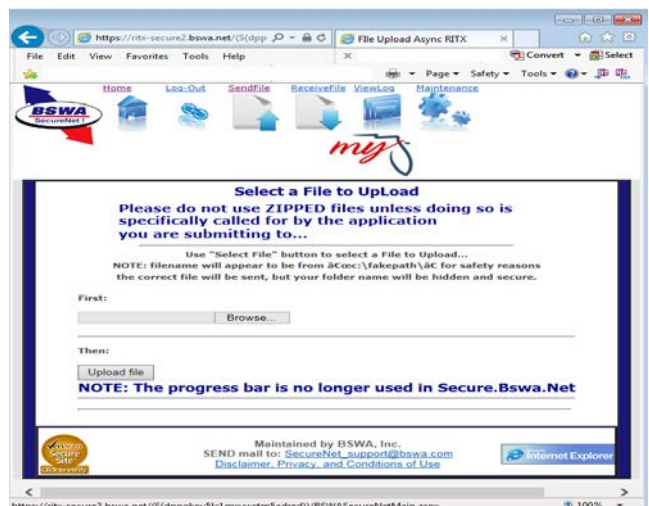 https://ritx-secure2.bswa.net/(S(dpp
FIle Upload Async RITX
File Edit View Favorites Tools Help
Convert Select
Page Safety Tools
Home Log-Out SendFile ReceiveFile ViewLog Maintenance
BSWA
SecureNet !
my
Select a File to UpLoad
Please do not use ZIPPED files unless doing so is
specifically called for by the application
you are submitting to...
Use "Select File" button to select a File to Upload...
NOTE: filename will appear to be from â€œc:\fakepath\â€ for safety reasons
the correct file will be sent, but your folder name will be hidden and secure.
First:
Browse...
Then:
Upload file
NOTE: The progress bar is no longer used in Secure.Bswa.Net
Secure
Site
Maintained by BSWA, Inc.
SEND mail to: SecureNet_support@bswa.com
Disclaimer, Privacy, and Conditions of Use
Internet Explorer
100%